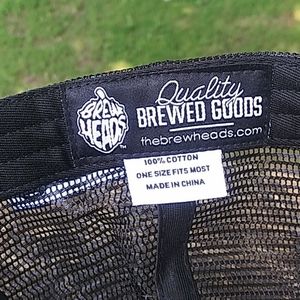 BREW
HEADS
Quality
BREWED GOODS
thebrewheads.com
100% COTTON
ONE SIZE FITS MOST
MADE IN CHINA